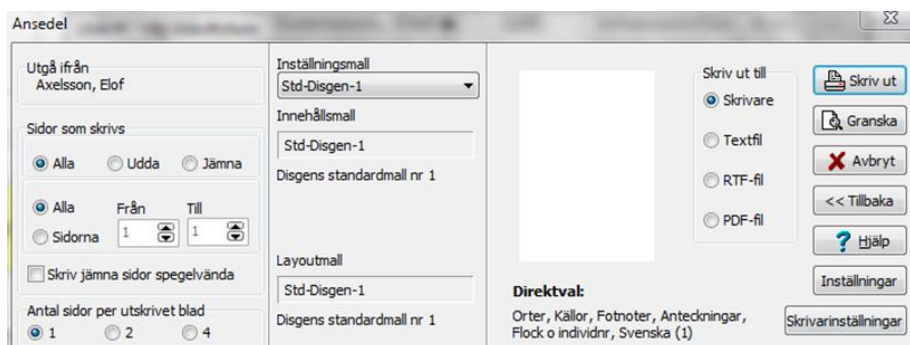 Ansedel
Utgå ifrån
Axelsson, Elof
Sidor som skrivs
Alla Udda Jämna
Alla Från Till
Sidorna 1 1
Skriv jämna sidor spegelvända
Antal sidor per utskrivet blad
1 2 4
Inställningsmall
Std-Disgen-1
Innehållsmall
Std-Disgen-1
Disgens standardmall nr 1
Layoutmall
Std-Disgen-1
Disgens standardmall nr 1
Direktval:
Orter, Källor, Fotnoter, Anteckningar,
Flock o individnr, Svenska (1)
Skriv ut till
Skrivare
Textfil
RTF-fil
PDF-fil
Skriv ut
Granska
Avbryt
<< Tillbaka
Hjälp
Inställningar
Skrivarinställningar